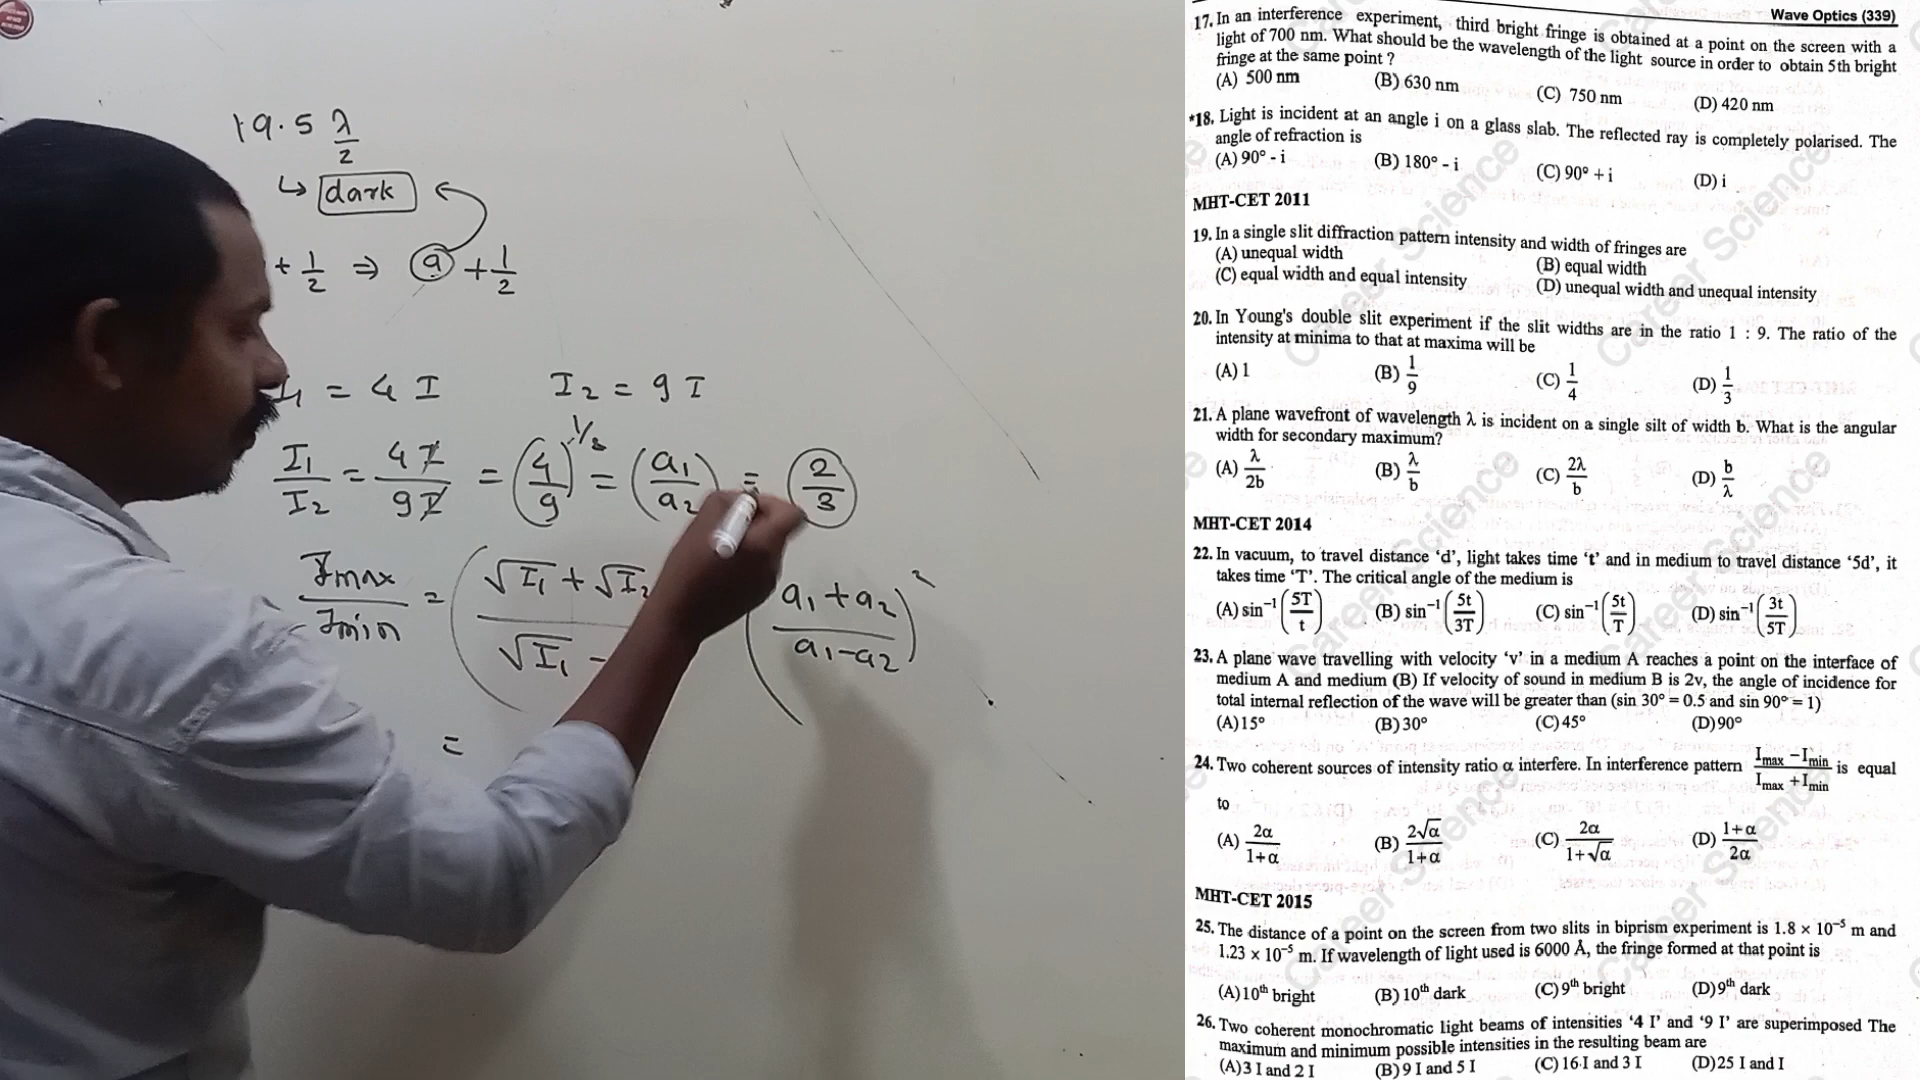 19.5 λ/2
↳ dark
+ 1/2 ⇒ 9 + 1/2
I₁ = 4 I I₂ = 9 I
I₁/I₂ = 4I/9I = (4/9)^1/2 = (a₁/a₂) = 2/3
Imax/Imin = (√I₁ + √I₂ / √I₁ - (a₁ + a₂ / a₁ - a₂)²
=
Wave Optics (339)
17. In an interference experiment, third bright fringe is obtained at a point on the screen with a
light of 700 nm. What should be the wavelength of the light source in order to obtain 5th bright
fringe at the same point ?
(A) 500 nm (B) 630 nm (C) 750 nm (D) 420 nm
*18. Light is incident at an angle i on a glass slab. The reflected ray is completely polarised. The
angle of refraction is
(A) 90° - i (B) 180° - i (C) 90° + i (D) i
MHT-CET 2011
19. In a single slit diffraction pattern intensity and width of fringes are
(A) unequal width (B) equal width
(C) equal width and equal intensity (D) unequal width and unequal intensity
20. In Young's double slit experiment if the slit widths are in the ratio 1 : 9. The ratio of the
intensity at minima to that at maxima will be
(A) 1 (B) 1/9 (C) 1/4 (D) 1/3
21. A plane wavefront of wavelength λ is incident on a single silt of width b. What is the angular
width for secondary maximum?
(A) λ/2b (B) λ/b (C) 2λ/b (D) b/λ
MHT-CET 2014
22. In vacuum, to travel distance ‘d’, light takes time ‘t’ and in medium to travel distance ‘5d’, it
takes time ‘T’. The critical angle of the medium is
(A) sin⁻¹(5T/t) (B) sin⁻¹(5t/3T) (C) sin⁻¹(5t/T) (D) sin⁻¹(3t/5T)
23. A plane wave travelling with velocity ‘v’ in a medium A reaches a point on the interface of
medium A and medium (B) If velocity of sound in medium B is 2v, the angle of incidence for
total internal reflection of the wave will be greater than (sin 30° = 0.5 and sin 90° = 1)
(A) 15° (B) 30° (C) 45° (D) 90°
24. Two coherent sources of intensity ratio α interfere. In interference pattern Imax − Imin / Imax + Imin is equal
to
(A) 2α/1+α (B) 2√α/1+α (C) 2α/1+√α (D) 1+α/2α
MHT-CET 2015
25. The distance of a point on the screen from two slits in biprism experiment is 1.8 × 10⁻⁵ m and
1.23 × 10⁻⁵ m. If wavelength of light used is 6000 Å, the fringe formed at that point is
(A) 10th bright (B) 10th dark (C) 9th bright (D) 9th dark
26. Two coherent monochromatic light beams of intensities ‘4 I’ and ‘9 I’ are superimposed The
maximum and minimum possible intensities in the resulting beam are
(A) 3 I and 2 I (B) 9 I and 5 I (C) 16 I and 3 I (D) 25 I and I
Career Science